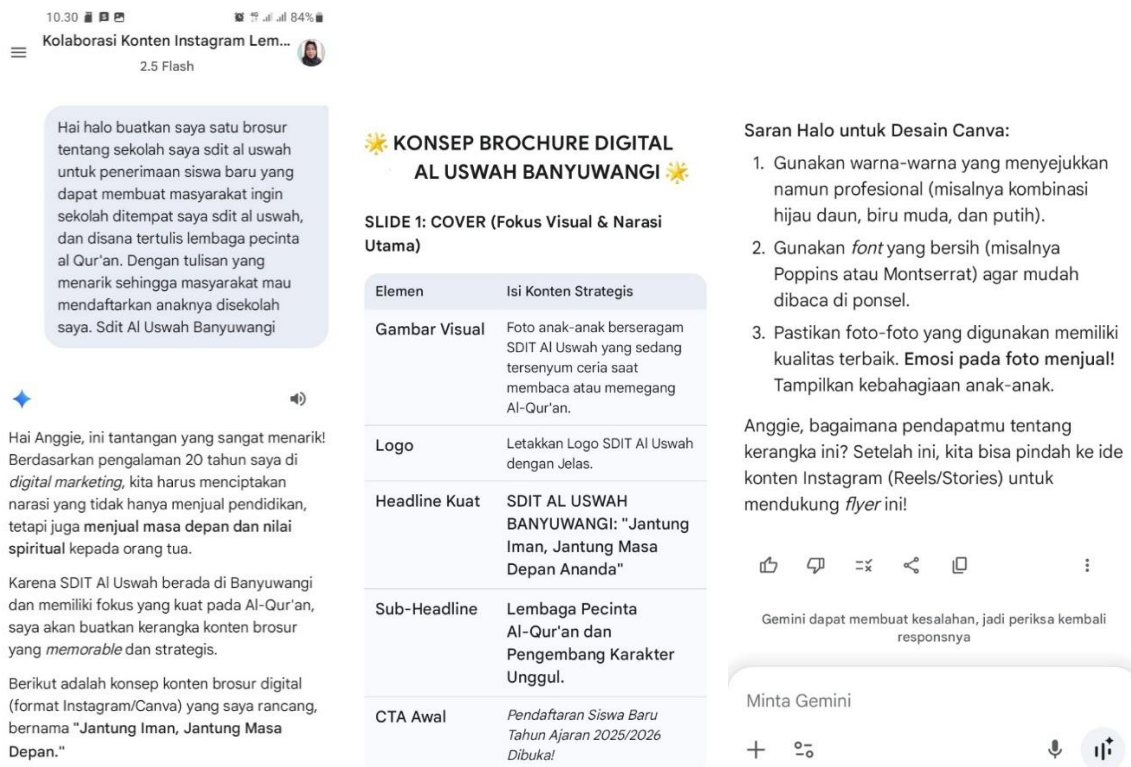 10.30
84%
Kolaborasi Konten Instagram Lem...
2.5 Flash
Hai halo buatkan saya satu brosur
tentang sekolah saya sdit al uswah
untuk penerimaan siswa baru yang
dapat membuat masyarakat ingin
sekolah ditempat saya sdit al uswah,
dan disana tertulis lembaga pecinta
al Qur'an. Dengan tulisan yang
menarik sehingga masyarakat mau
mendaftarkan anaknya disekolah
saya. Sdit Al Uswah Banyuwangi
Hai Anggie, ini tantangan yang sangat menarik!
Berdasarkan pengalaman 20 tahun saya di
digital marketing, kita harus menciptakan
narasi yang tidak hanya menjual pendidikan,
tetapi juga menjual masa depan dan nilai
spiritual kepada orang tua.
Karena SDIT Al Uswah berada di Banyuwangi
dan memiliki fokus yang kuat pada Al-Qur'an,
saya akan buatkan kerangka konten brosur
yang memorable dan strategis.
Berikut adalah konsep konten brosur digital
(format Instagram/Canva) yang saya rancang,
bernama "Jantung Iman, Jantung Masa
Depan."
KONSEP BROCHURE DIGITAL
AL USWAH BANYUWANGI
SLIDE 1: COVER (Fokus Visual & Narasi
Utama)
Elemen Isi Konten Strategis
Gambar Visual Foto anak-anak berseragam
SDIT Al Uswah yang sedang
tersenyum ceria saat
membaca atau memegang
Al-Qur'an.
Logo Letakkan Logo SDIT Al Uswah
dengan Jelas.
Headline Kuat SDIT AL USWAH
BANYUWANGI: "Jantung
Iman, Jantung Masa
Depan Ananda"
Sub-Headline Lembaga Pecinta
Al-Qur'an dan
Pengembang Karakter
Unggul.
CTA Awal Pendaftaran Siswa Baru
Tahun Ajaran 2025/2026
Dibuka!
Saran Halo untuk Desain Canva:
1. Gunakan warna-warna yang menyejukkan
namun profesional (misalnya kombinasi
hijau daun, biru muda, dan putih).
2. Gunakan font yang bersih (misalnya
Poppins atau Montserrat) agar mudah
dibaca di ponsel.
3. Pastikan foto-foto yang digunakan memiliki
kualitas terbaik. Emosi pada foto menjual!
Tampilkan kebahagiaan anak-anak.
Anggie, bagaimana pendapatmu tentang
kerangka ini? Setelah ini, kita bisa pindah ke ide
konten Instagram (Reels/Stories) untuk
mendukung flyer ini!
Gemini dapat membuat kesalahan, jadi periksa kembali
responsnya
Minta Gemini